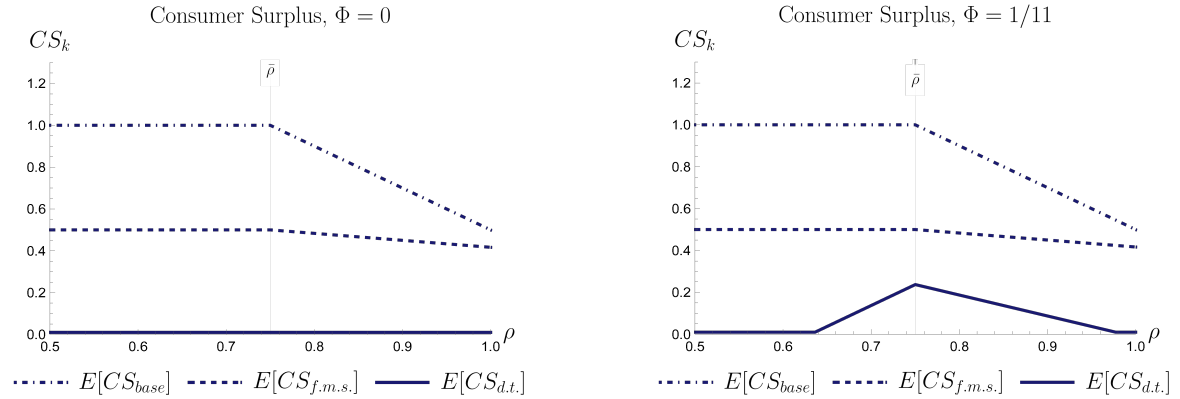 Consumer Surplus, Φ = 0
CS_k
ρ̄
1.2
1.0
0.8
0.6
0.4
0.2
0.0
0.5 0.6 0.7 0.8 0.9 1.0 ρ
E[CS_base] E[CS_f.m.s.] E[CS_d.t.]
Consumer Surplus, Φ = 1/11
CS_k
ρ̄
1.2
1.0
0.8
0.6
0.4
0.2
0.0
0.5 0.6 0.7 0.8 0.9 1.0 ρ
E[CS_base] E[CS_f.m.s.] E[CS_d.t.]